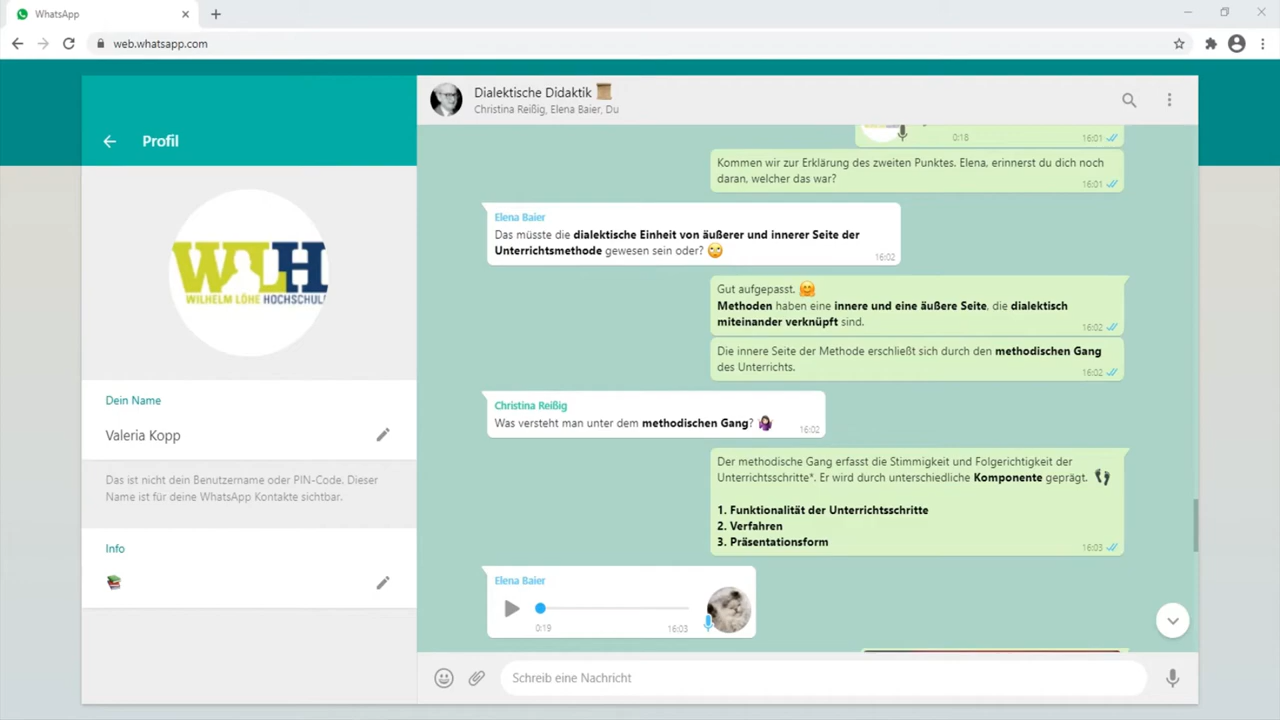 WhatsApp
web.whatsapp.com
Profil
WLH
WILHELM LÖHE HOCHSCHULE
Dein Name
Valeria Kopp
Das ist nicht dein Benutzername oder PIN-Code. Dieser
Name ist für deine WhatsApp Kontakte sichtbar.
Info
Dialektische Didaktik
Christina Reißig, Elena Baier, Du
0:18
16:01
Kommen wir zur Erklärung des zweiten Punktes. Elena, erinnerst du dich noch
daran, welcher das war?
16:01
Elena Baier
Das müsste die dialektische Einheit von äußerer und innerer Seite der
Unterrichtsmethode gewesen sein oder? 🙄
16:02
Gut aufgepasst. 🤗
Methoden haben eine innere und eine äußere Seite, die dialektisch
miteinander verknüpft sind.
16:02
Die innere Seite der Methode erschließt sich durch den methodischen Gang
des Unterrichts.
16:02
Christina Reißig
Was versteht man unter dem methodischen Gang? 🤷‍♀️
16:02
Der methodische Gang erfasst die Stimmigkeit und Folgerichtigkeit der
Unterrichtsschritte*. Er wird durch unterschiedliche Komponente geprägt. 👣
1. Funktionalität der Unterrichtsschritte
2. Verfahren
3. Präsentationsform
16:03
Elena Baier
0:19
16:03
Schreib eine Nachricht